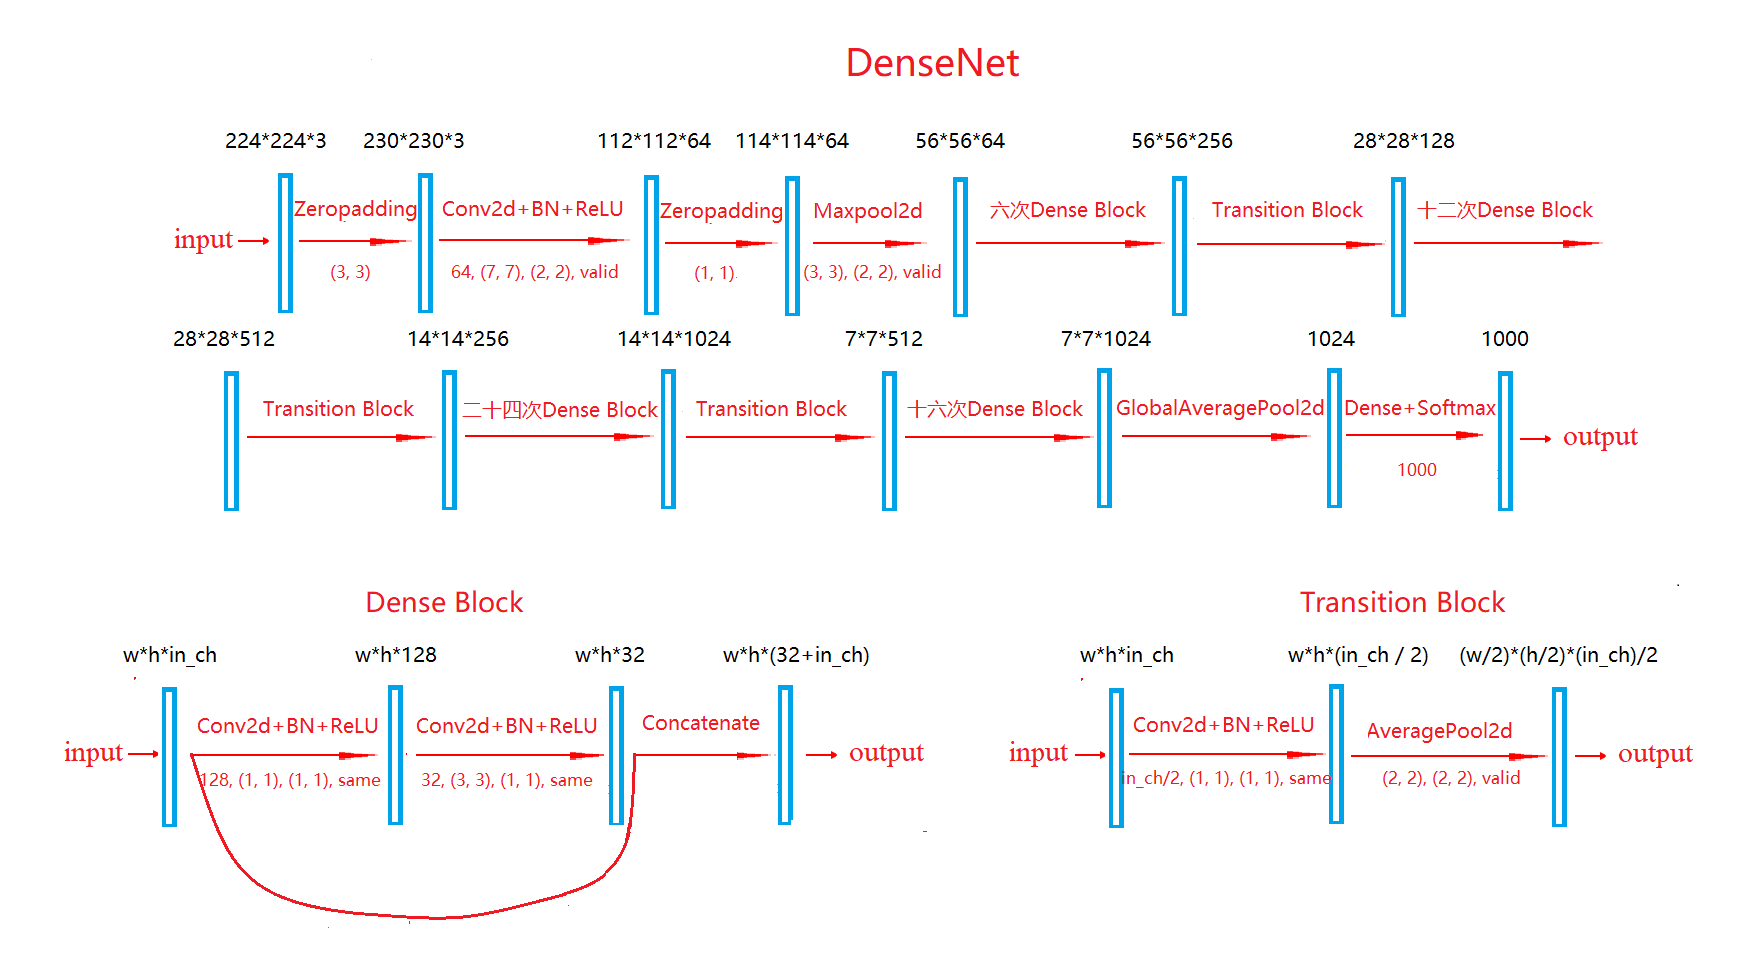 DenseNet
224*224*3 230*230*3 112*112*64 114*114*64 56*56*64 56*56*256 28*28*128
Zeropadding Conv2d+BN+ReLU Zeropadding Maxpool2d 六次Dense Block Transition Block 十二次Dense Block
input
(3, 3) 64, (7, 7), (2, 2), valid (1, 1). (3, 3), (2, 2), valid
28*28*512 14*14*256 14*14*1024 7*7*512 7*7*1024 1024 1000
Transition Block 二十四次Dense Block Transition Block 十六次Dense Block GlobalAveragePool2d Dense+Softmax
output
1000
Dense Block
w*h*in_ch w*h*128 w*h*32 w*h*(32+in_ch)
Conv2d+BN+ReLU Conv2d+BN+ReLU Concatenate
input output
128, (1, 1), (1, 1), same 32, (3, 3), (1, 1), same
Transition Block
w*h*in_ch w*h*(in_ch / 2) (w/2)*(h/2)*(in_ch)/2
Conv2d+BN+ReLU AveragePool2d
input output
in_ch/2, (1, 1), (1, 1), same (2, 2), (2, 2), valid